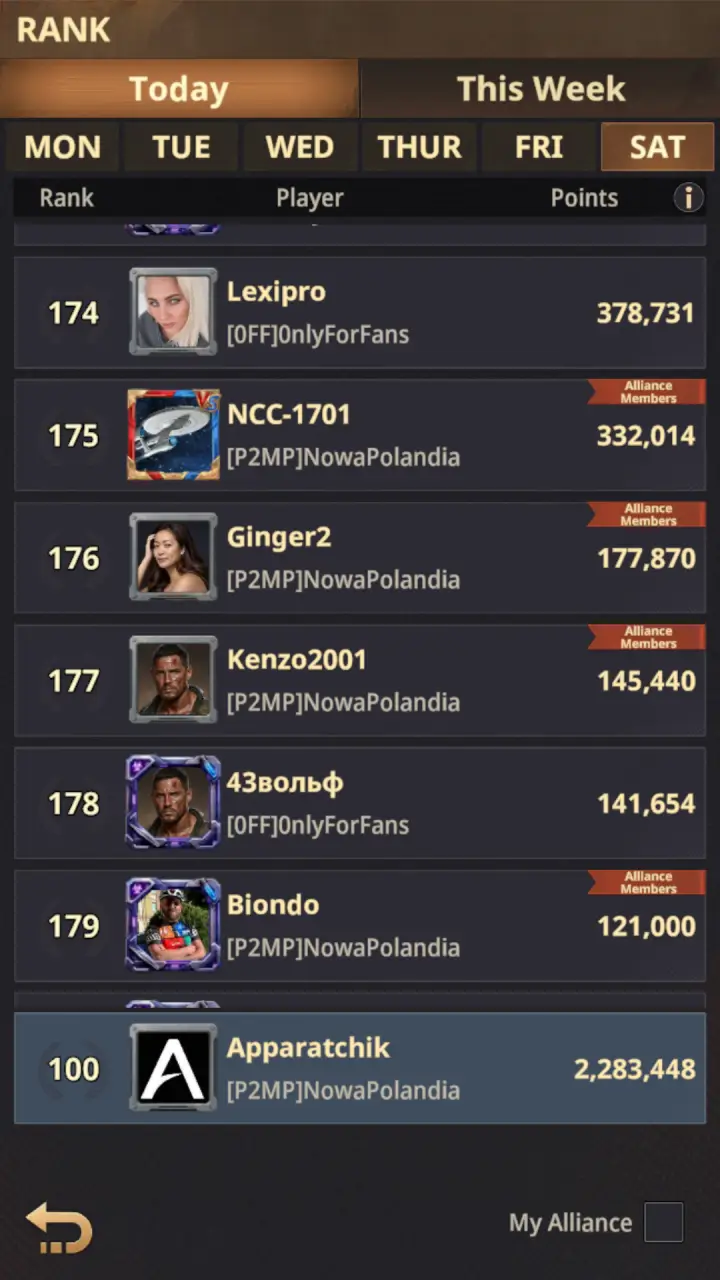 RANK
Today
This Week
MON TUE WED THUR FRI SAT
Rank Player Points i
174
Lexipro
[0FF]0nlyForFans
378,731
Alliance Members
175
NCC-1701
[P2MP]NowaPolandia
332,014
Alliance Members
176
Ginger2
[P2MP]NowaPolandia
177,870
Alliance Members
177
Kenzo2001
[P2MP]NowaPolandia
145,440
178
43вольф
[0FF]0nlyForFans
141,654
Alliance Members
179
Biondo
[P2MP]NowaPolandia
121,000
100
Apparatchik
[P2MP]NowaPolandia
2,283,448
My Alliance